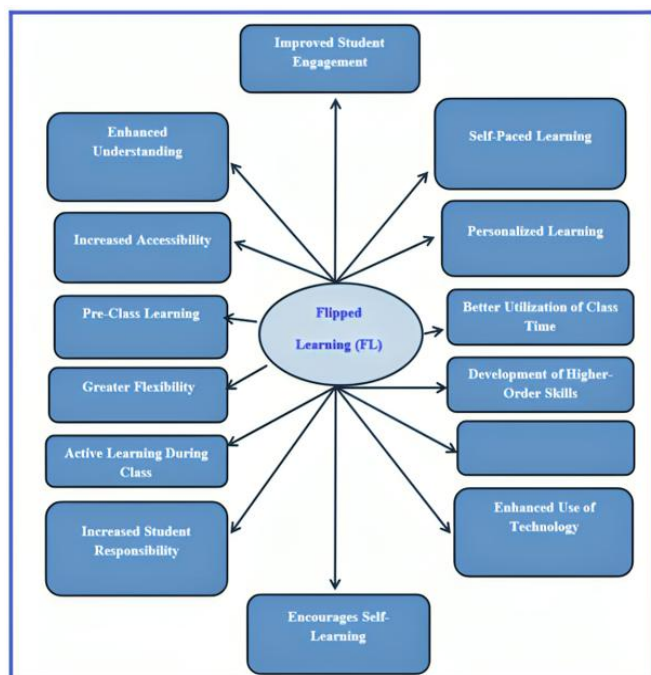 Improved Student
Engagement
Enhanced
Understanding
Self-Paced Learning
Increased Accessibility
Personalized Learning
Pre-Class Learning
Flipped
Learning (FL)
Better Utilization of Class
Time
Greater Flexibility
Development of Higher-
Order Skills
Active Learning During
Class
Increased Student
Responsibility
Enhanced Use of
Technology
Encourages Self-
Learning